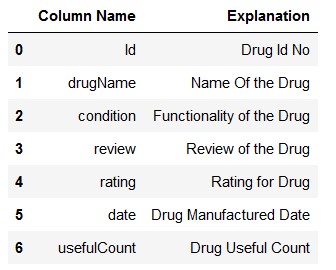 Column Name Explanation
0 Id Drug Id No
1 drugName Name Of the Drug
2 condition Functionality of the Drug
3 review Review of the Drug
4 rating Rating for Drug
5 date Drug Manufactured Date
6 usefulCount Drug Useful Count